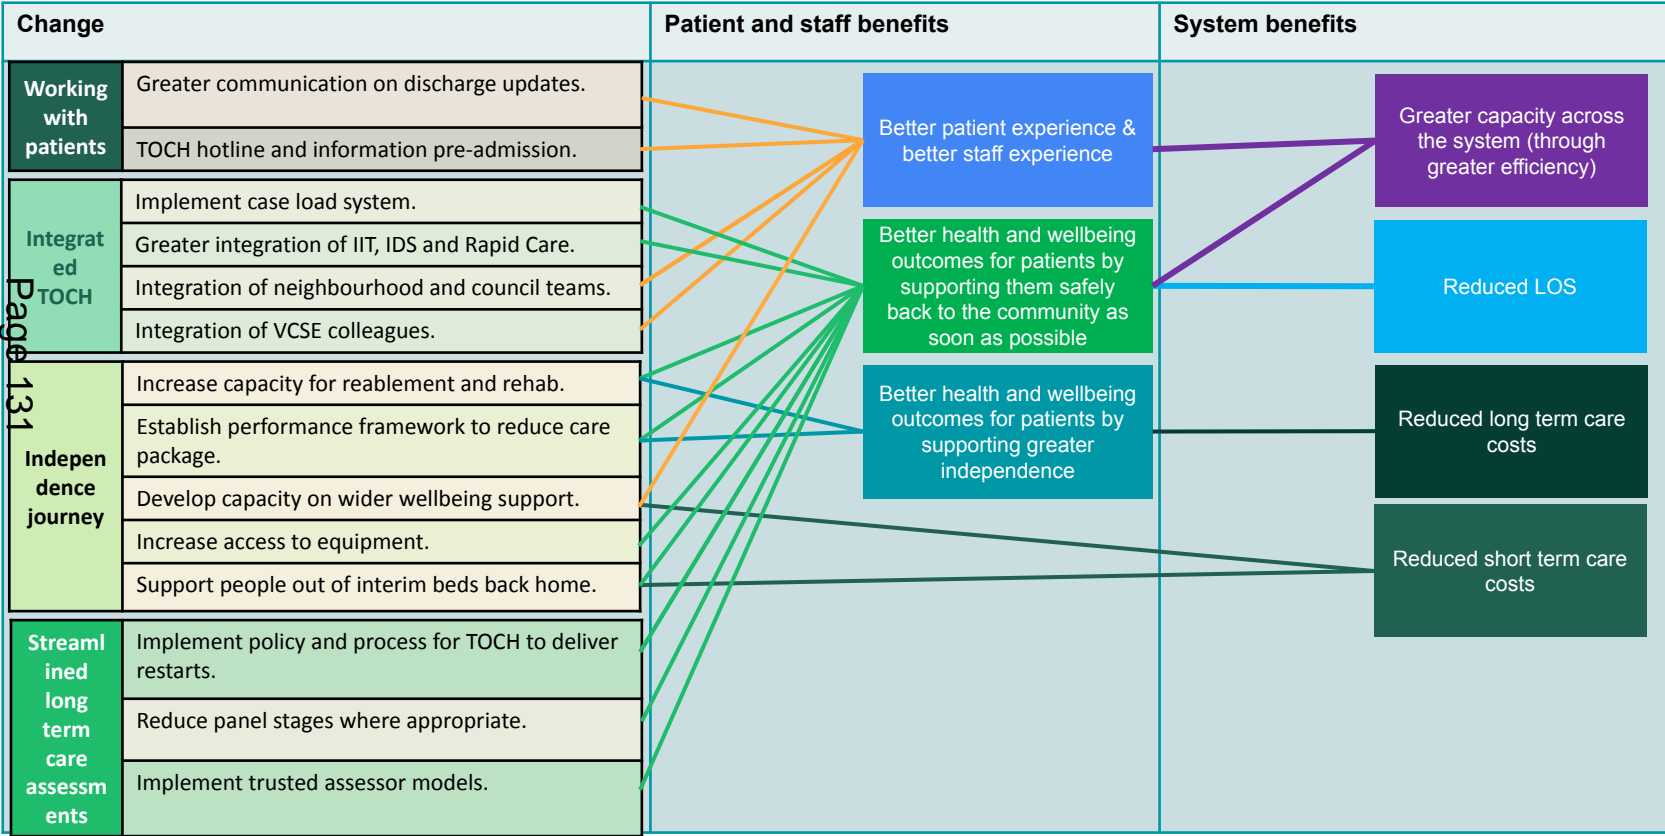 Change
Patient and staff benefits
System benefits
Working
with
patients
Greater communication on discharge updates.
TOCH hotline and information pre-admission.
Integrat
ed
TOCH
Implement case load system.
Greater integration of IIT, IDS and Rapid Care.
Integration of neighbourhood and council teams.
Integration of VCSE colleagues.
Page 131
Indepen
dence
journey
Increase capacity for reablement and rehab.
Establish performance framework to reduce care
package.
Develop capacity on wider wellbeing support.
Increase access to equipment.
Support people out of interim beds back home.
Streaml
ined
long
term
care
assessm
ents
Implement policy and process for TOCH to deliver
restarts.
Reduce panel stages where appropriate.
Implement trusted assessor models.
Better patient experience &
better staff experience
Better health and wellbeing
outcomes for patients by
supporting them safely
back to the community as
soon as possible
Better health and wellbeing
outcomes for patients by
supporting greater
independence
Greater capacity across
the system (through
greater efficiency)
Reduced LOS
Reduced long term care
costs
Reduced short term care
costs